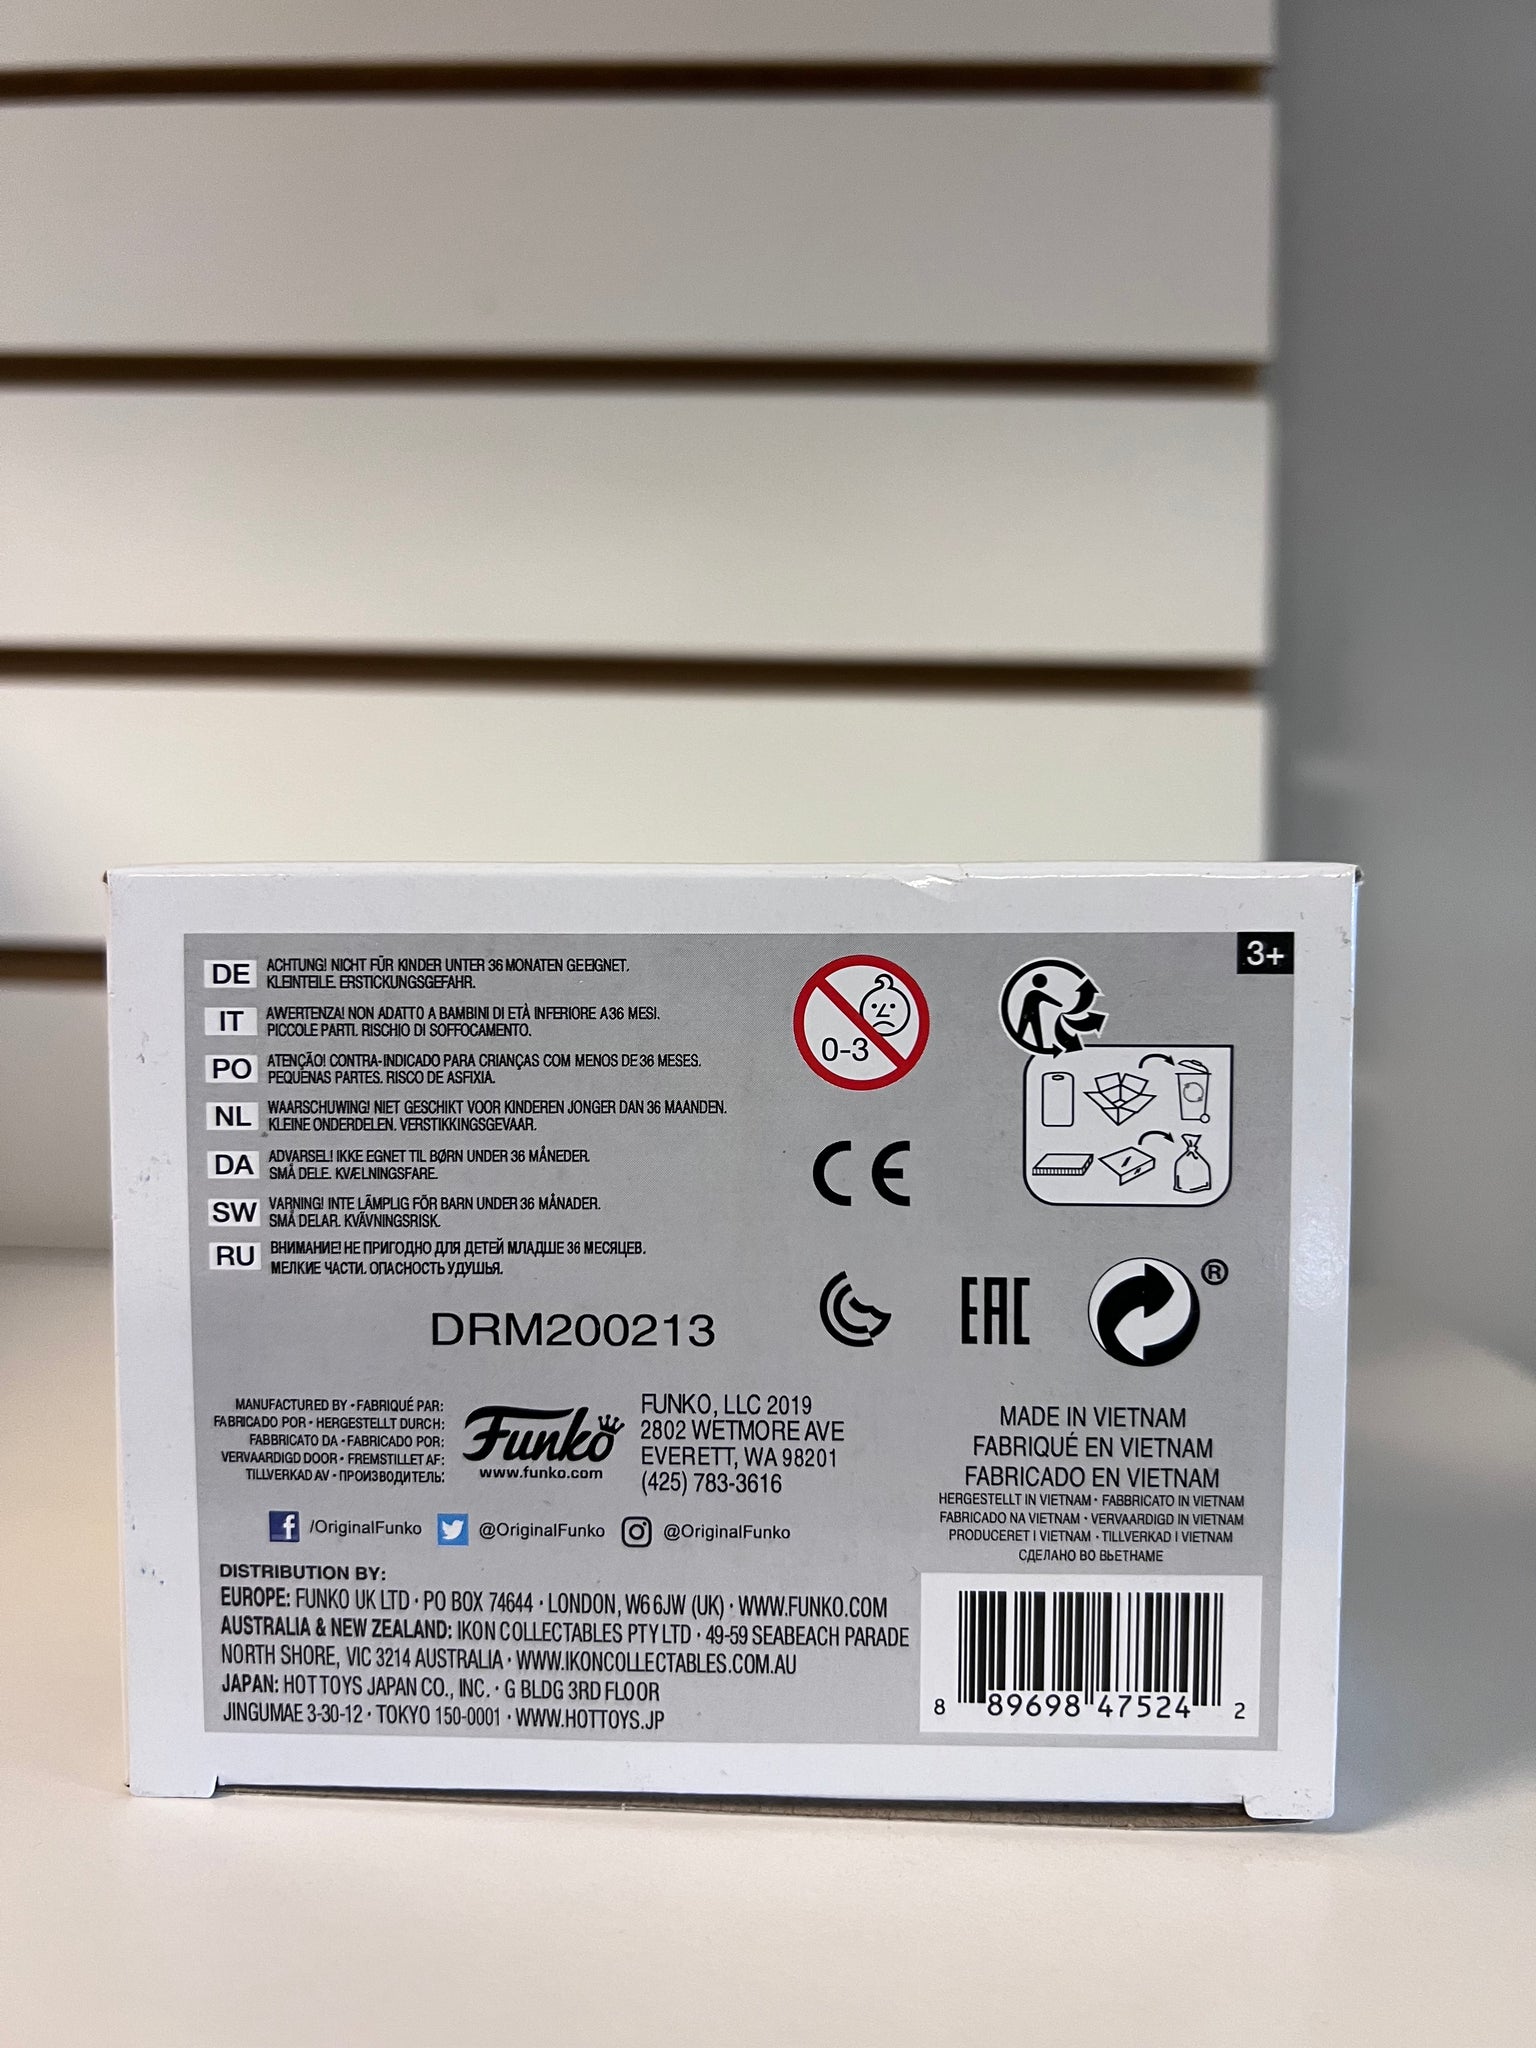 DE ACHTUNG! NICHT FÜR KINDER UNTER 36 MONATEN GEEIGNET.
KLEINTEILE. ERSTICKUNGSGEFAHR.
IT AWERTENZA! NON ADATTO A BAMBINI DI ETÀ INFERIORE A 36 MESI.
PICCOLE PARTI. RISCHIO DI SOFFOCAMENTO.
PO ATENÇÃO! CONTRA-INDICADO PARA CRIANÇAS COM MENOS DE 36 MESES.
PEQUENAS PARTES. RISCO DE ASFIXIA.
NL WAARSCHUWING! NIET GESCHIKT VOOR KINDEREN JONGER DAN 36 MAANDEN.
KLEINE ONDERDELEN. VERSTIKKINGSGEVAAR.
DA ADVARSEL! IKKE EGNET TIL BØRN UNDER 36 MÅNEDER.
SMÅ DELE. KVÆLNINGSFARE.
SW VARNING! INTE LÄMPLIG FÖR BARN UNDER 36 MÅNADER.
SMÅ DELAR. KVÄVNINGSRISK.
RU ВНИМАНИЕ! НЕ ПРИГОДНО ДЛЯ ДЕТЕЙ МЛАДШЕ 36 МЕСЯЦЕВ.
МЕЛКИЕ ЧАСТИ. ОПАСНОСТЬ УДУШЬЯ.
0-3
3+
CE
DRM200213
EAC
®
MANUFACTURED BY • FABRIQUÉ PAR:
FABRICADO POR • HERGESTELLT DURCH:
FABBRICATO DA • FABRICADO POR:
VERVAARDIGD DOOR • FREMSTILLET AF:
TILLVERKAD AV • ПРОИЗВОДИТЕЛЬ:
Funko
www.funko.com
FUNKO, LLC 2019
2802 WETMORE AVE
EVERETT, WA 98201
(425) 783-3616
MADE IN VIETNAM
FABRIQUÉ EN VIETNAM
FABRICADO EN VIETNAM
HERGESTELLT IN VIETNAM • FABBRICATO IN VIETNAM
FABRICADO NA VIETNAM • VERVAARDIGD IN VIETNAM
PRODUCERET I VIETNAM • TILLVERKAD I VIETNAM
СДЕЛАНО ВО ВЬЕТНАМЕ
f /OriginalFunko @OriginalFunko @OriginalFunko
DISTRIBUTION BY:
EUROPE: FUNKO UK LTD • PO BOX 74644 • LONDON, W6 6JW (UK) • WWW.FUNKO.COM
AUSTRALIA & NEW ZEALAND: IKON COLLECTABLES PTY LTD • 49-59 SEABEACH PARADE
NORTH SHORE, VIC 3214 AUSTRALIA • WWW.IKONCOLLECTABLES.COM.AU
JAPAN: HOT TOYS JAPAN CO., INC. • G BLDG 3RD FLOOR
JINGUMAE 3-30-12 • TOKYO 150-0001 • WWW.HOTTOYS.JP
8 89698 47524 2